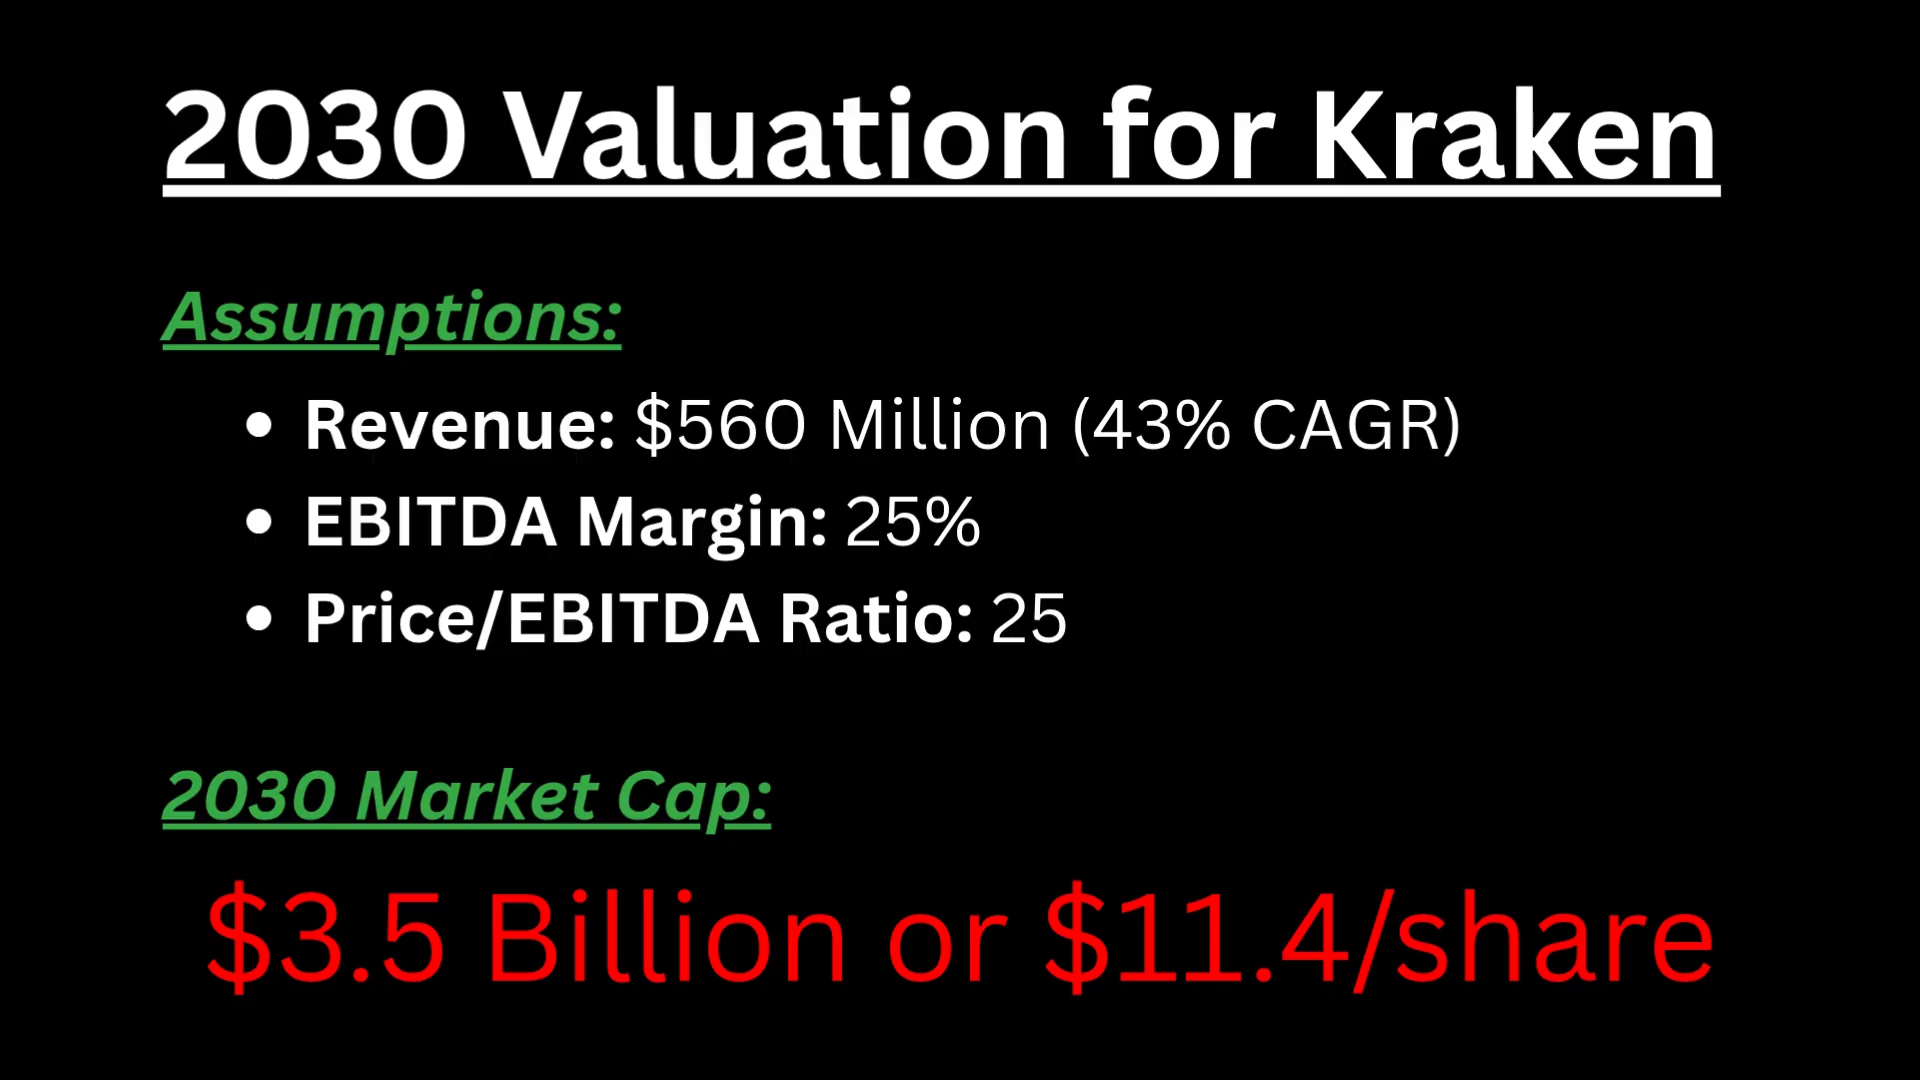 2030 Valuation for Kraken
Assumptions:
• Revenue: $560 Million (43% CAGR)
• EBITDA Margin: 25%
• Price/EBITDA Ratio: 25
2030 Market Cap:
$3.5 Billion or $11.4/share